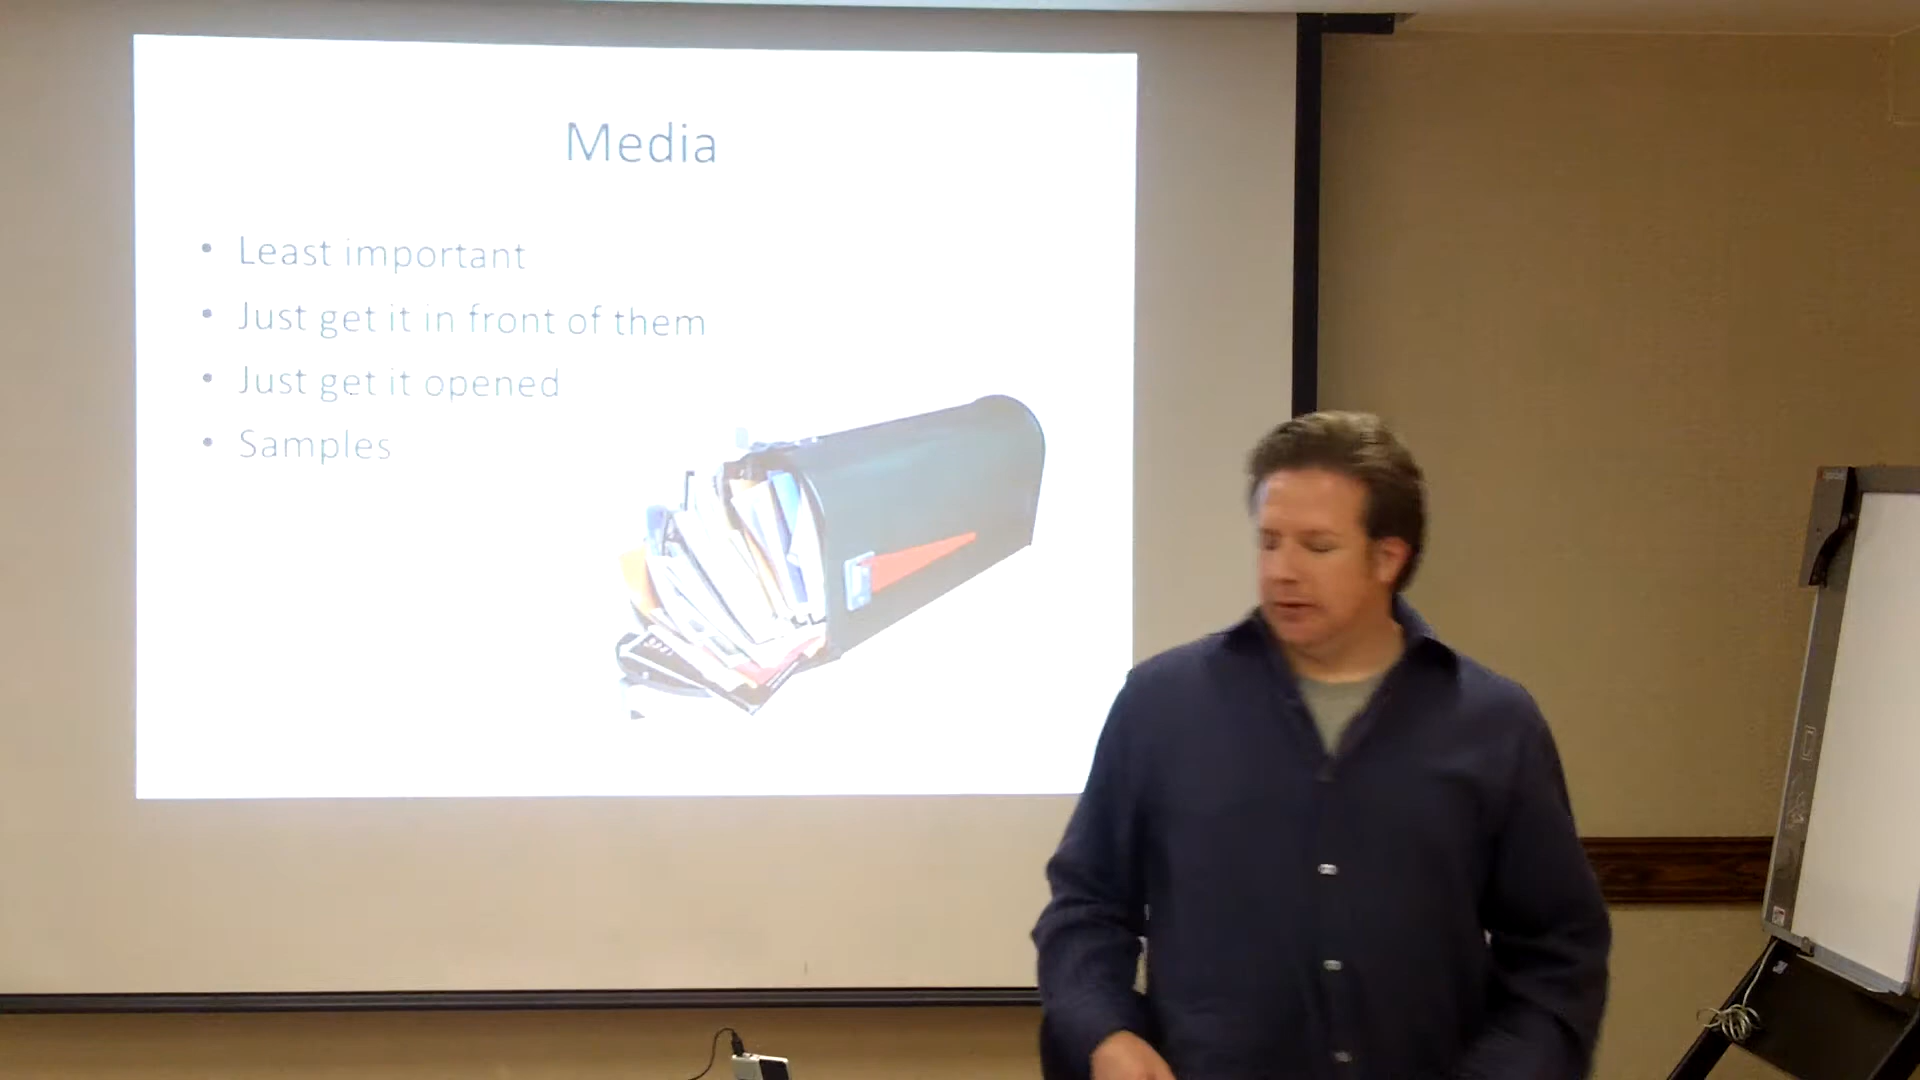 Media
• Least important
• Just get it in front of them
• Just get it opened
• Samples